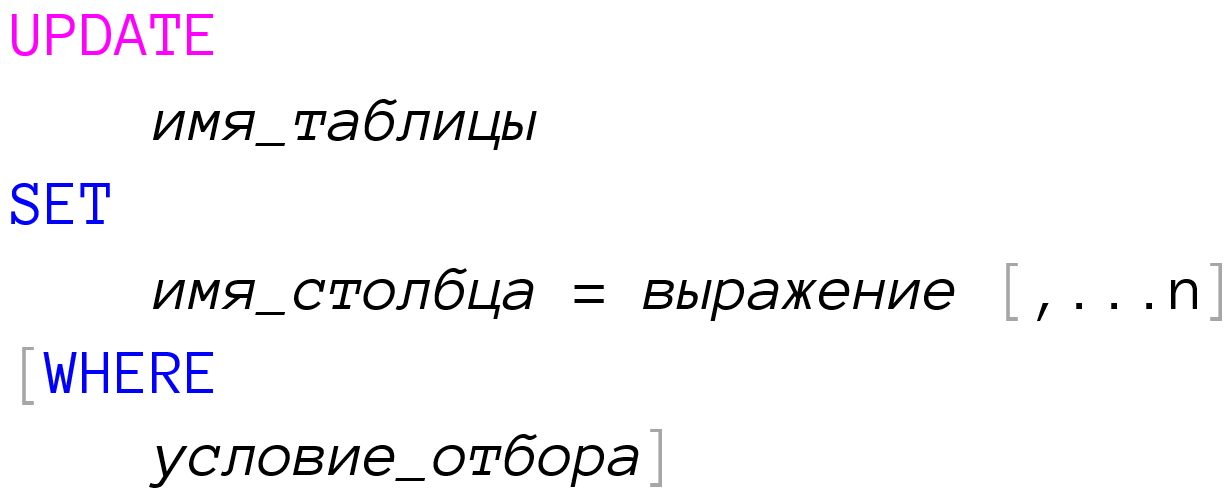 UPDATE
имя_таблицы
SET
имя_столбца = выражение [,...n]
[WHERE
условие_отбора]